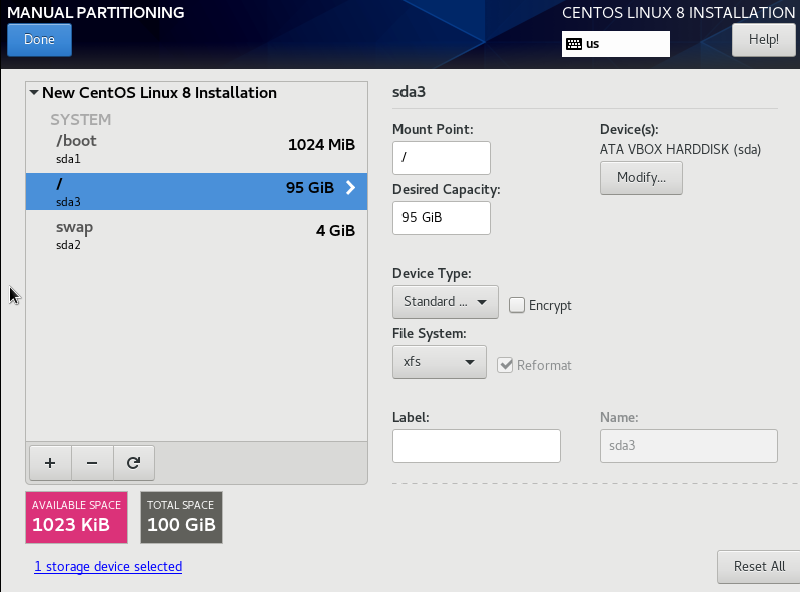 MANUAL PARTITIONING
CENTOS LINUX 8 INSTALLATION
Done
us
Help!
New CentOS Linux 8 Installation
SYSTEM
/boot
1024 MiB
sda1
/
95 GiB
sda3
swap
4 GiB
sda2
sda3
Mount Point:
/
Desired Capacity:
95 GiB
Device(s):
ATA VBOX HARDDISK (sda)
Modify...
Device Type:
Standard ...
Encrypt
File System:
xfs
Reformat
Label:
Name:
sda3
+
−
AVAILABLE SPACE
1023 KiB
TOTAL SPACE
100 GiB
1 storage device selected
Reset All